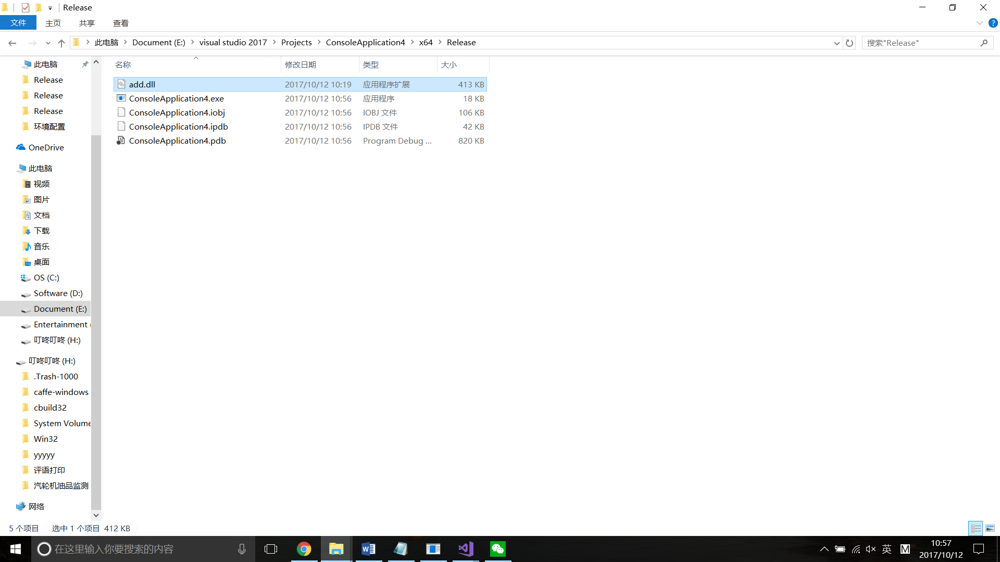 Release
文件 主页 共享 查看
此电脑 Document (E:) visual studio 2017 Projects ConsoleApplication4 x64 Release
搜索"Release"
名称 修改日期 类型 大小
add.dll 2017/10/12 10:19 应用程序扩展 413 KB
ConsoleApplication4.exe 2017/10/12 10:56 应用程序 18 KB
ConsoleApplication4.iobj 2017/10/12 10:56 IOBJ 文件 106 KB
ConsoleApplication4.ipdb 2017/10/12 10:56 IPDB 文件 42 KB
ConsoleApplication4.pdb 2017/10/12 10:56 Program Debug ... 820 KB
此电脑
Release
Release
Release
环境配置
OneDrive
此电脑
视频
图片
文档
下载
音乐
桌面
OS (C:)
Software (D:)
Document (E:)
Entertainment (
叮咚叮咚 (H:)
叮咚叮咚 (H:)
.Trash-1000
caffe-windows
cbuild32
System Volume
Win32
yyyyy
评语打印
汽轮机油品监测
网络
5 个项目 选中 1 个项目 412 KB
在这里输入你要搜索的内容
英 M
10:57
2017/10/12